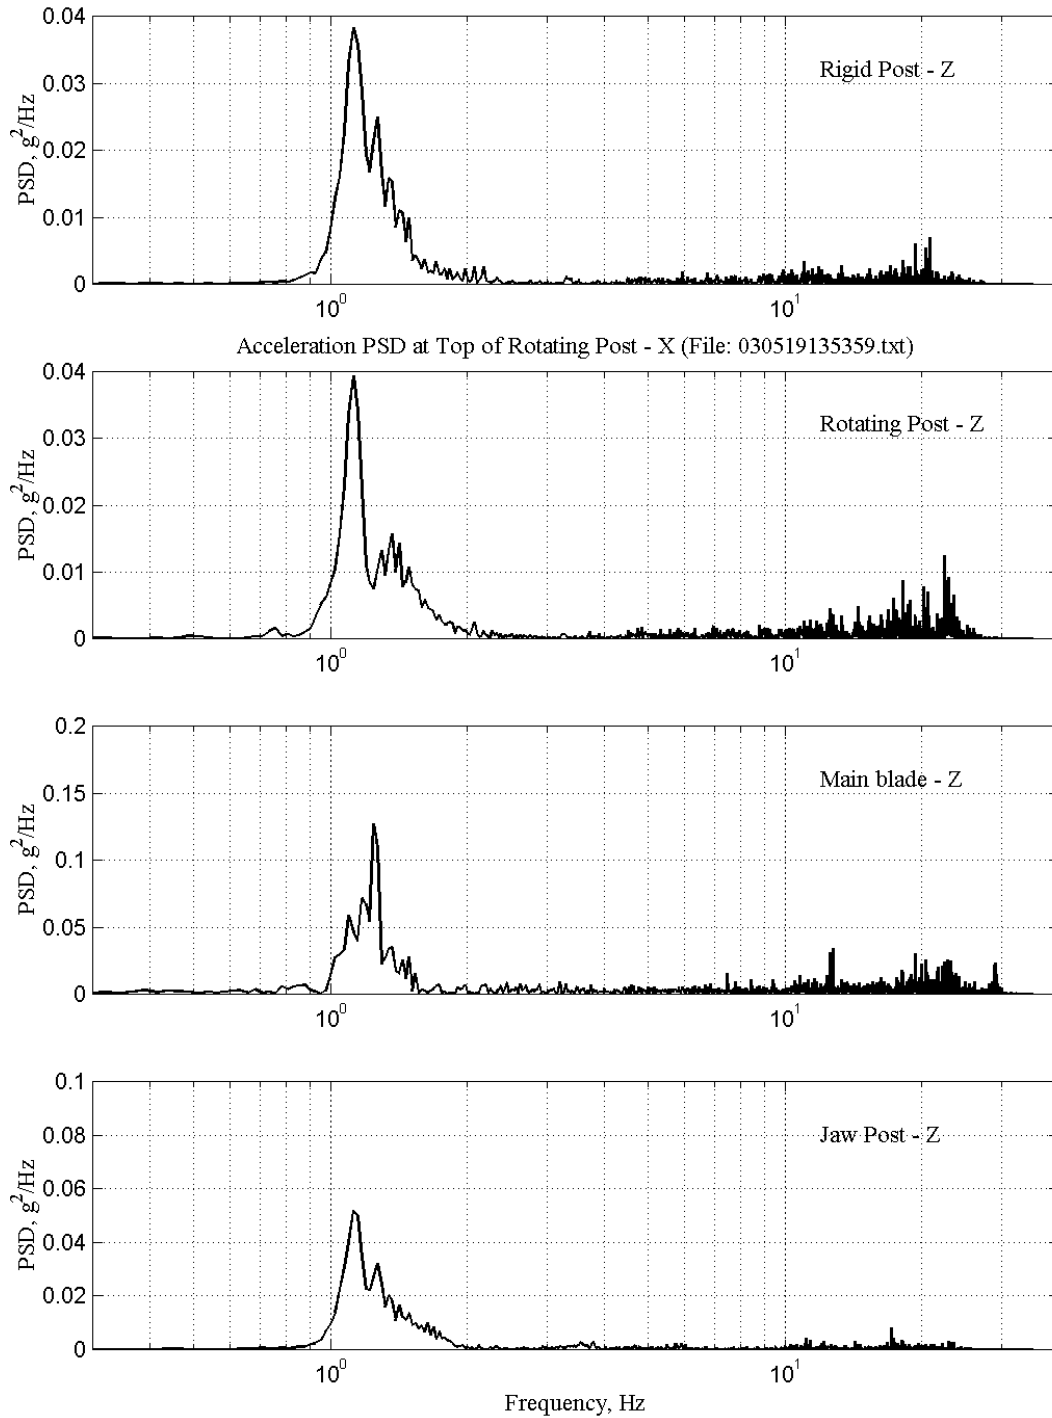 0.04
Rigid Post - Z
0.03
PSD, g²/Hz
0.02
0.01
0
10⁰
10¹
Acceleration PSD at Top of Rotating Post - X (File: 030519135359.txt)
0.04
Rotating Post - Z
0.03
PSD, g²/Hz
0.02
0.01
0
10⁰
10¹
0.2
Main blade - Z
0.15
PSD, g²/Hz
0.1
0.05
0
10⁰
10¹
0.1
Jaw Post - Z
0.08
PSD, g²/Hz
0.06
0.04
0.02
0
10⁰
10¹
Frequency, Hz